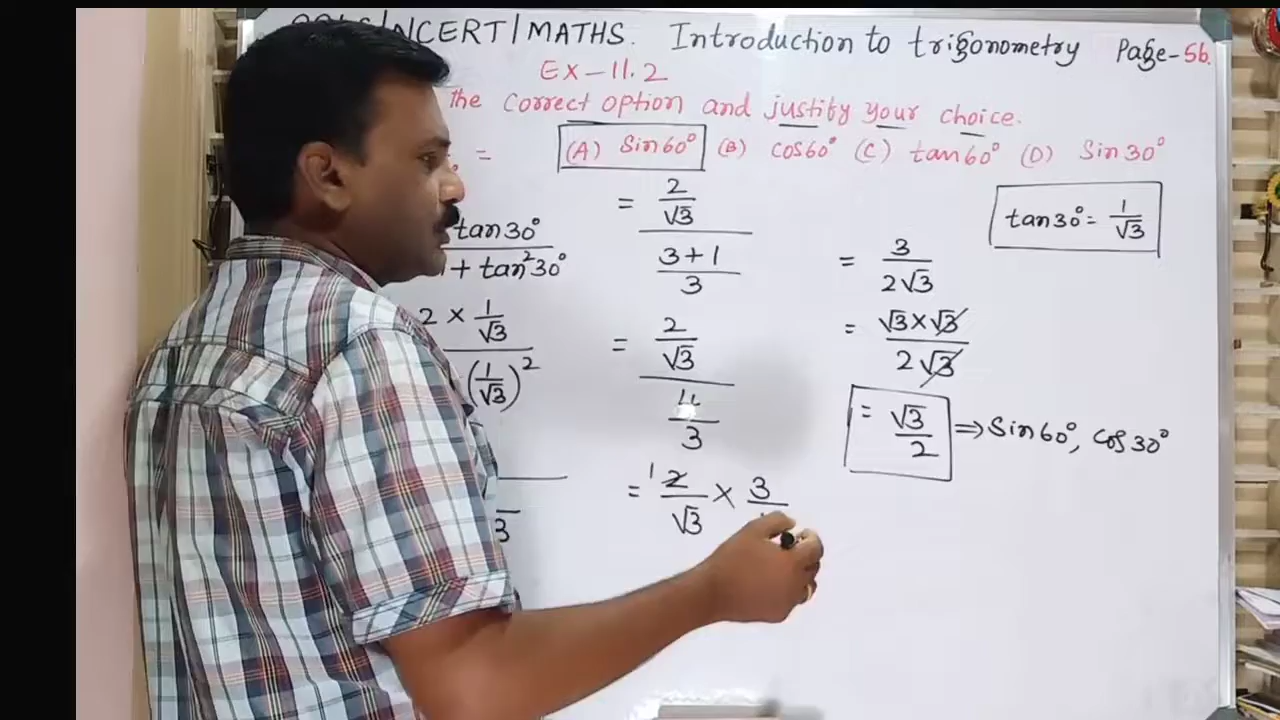 NCERT/MATHS. Introduction to trigonometry Page-56.
EX-11.2
the correct option and justify your choice.
= (A) Sin60° (B) cos60° (C) tan60° (D) Sin30°
tan30°
+ tan²30°
2 × 1/√3
(1/√3)²
3
= 2/√3
3+1
3
= 2/√3
4
3
= 1 2/√3 × 3
tan30° = 1/√3
= 3/2√3
= √3×√3/2√3
= √3/2 ⇒ Sin60°, cos30°